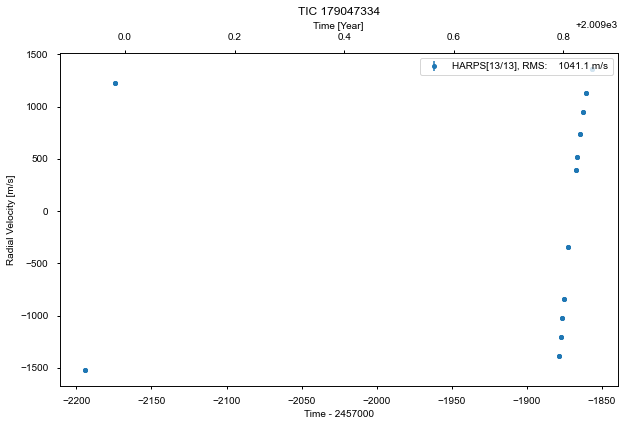 TIC 179047334
Time [Year]
+2.009e3
0.0 0.2 0.4 0.6 0.8
HARPS[13/13], RMS: 1041.1 m/s
Radial Velocity [m/s]
1500
1000
500
0
−500
−1000
−1500
−2200 −2150 −2100 −2050 −2000 −1950 −1900 −1850
Time - 2457000